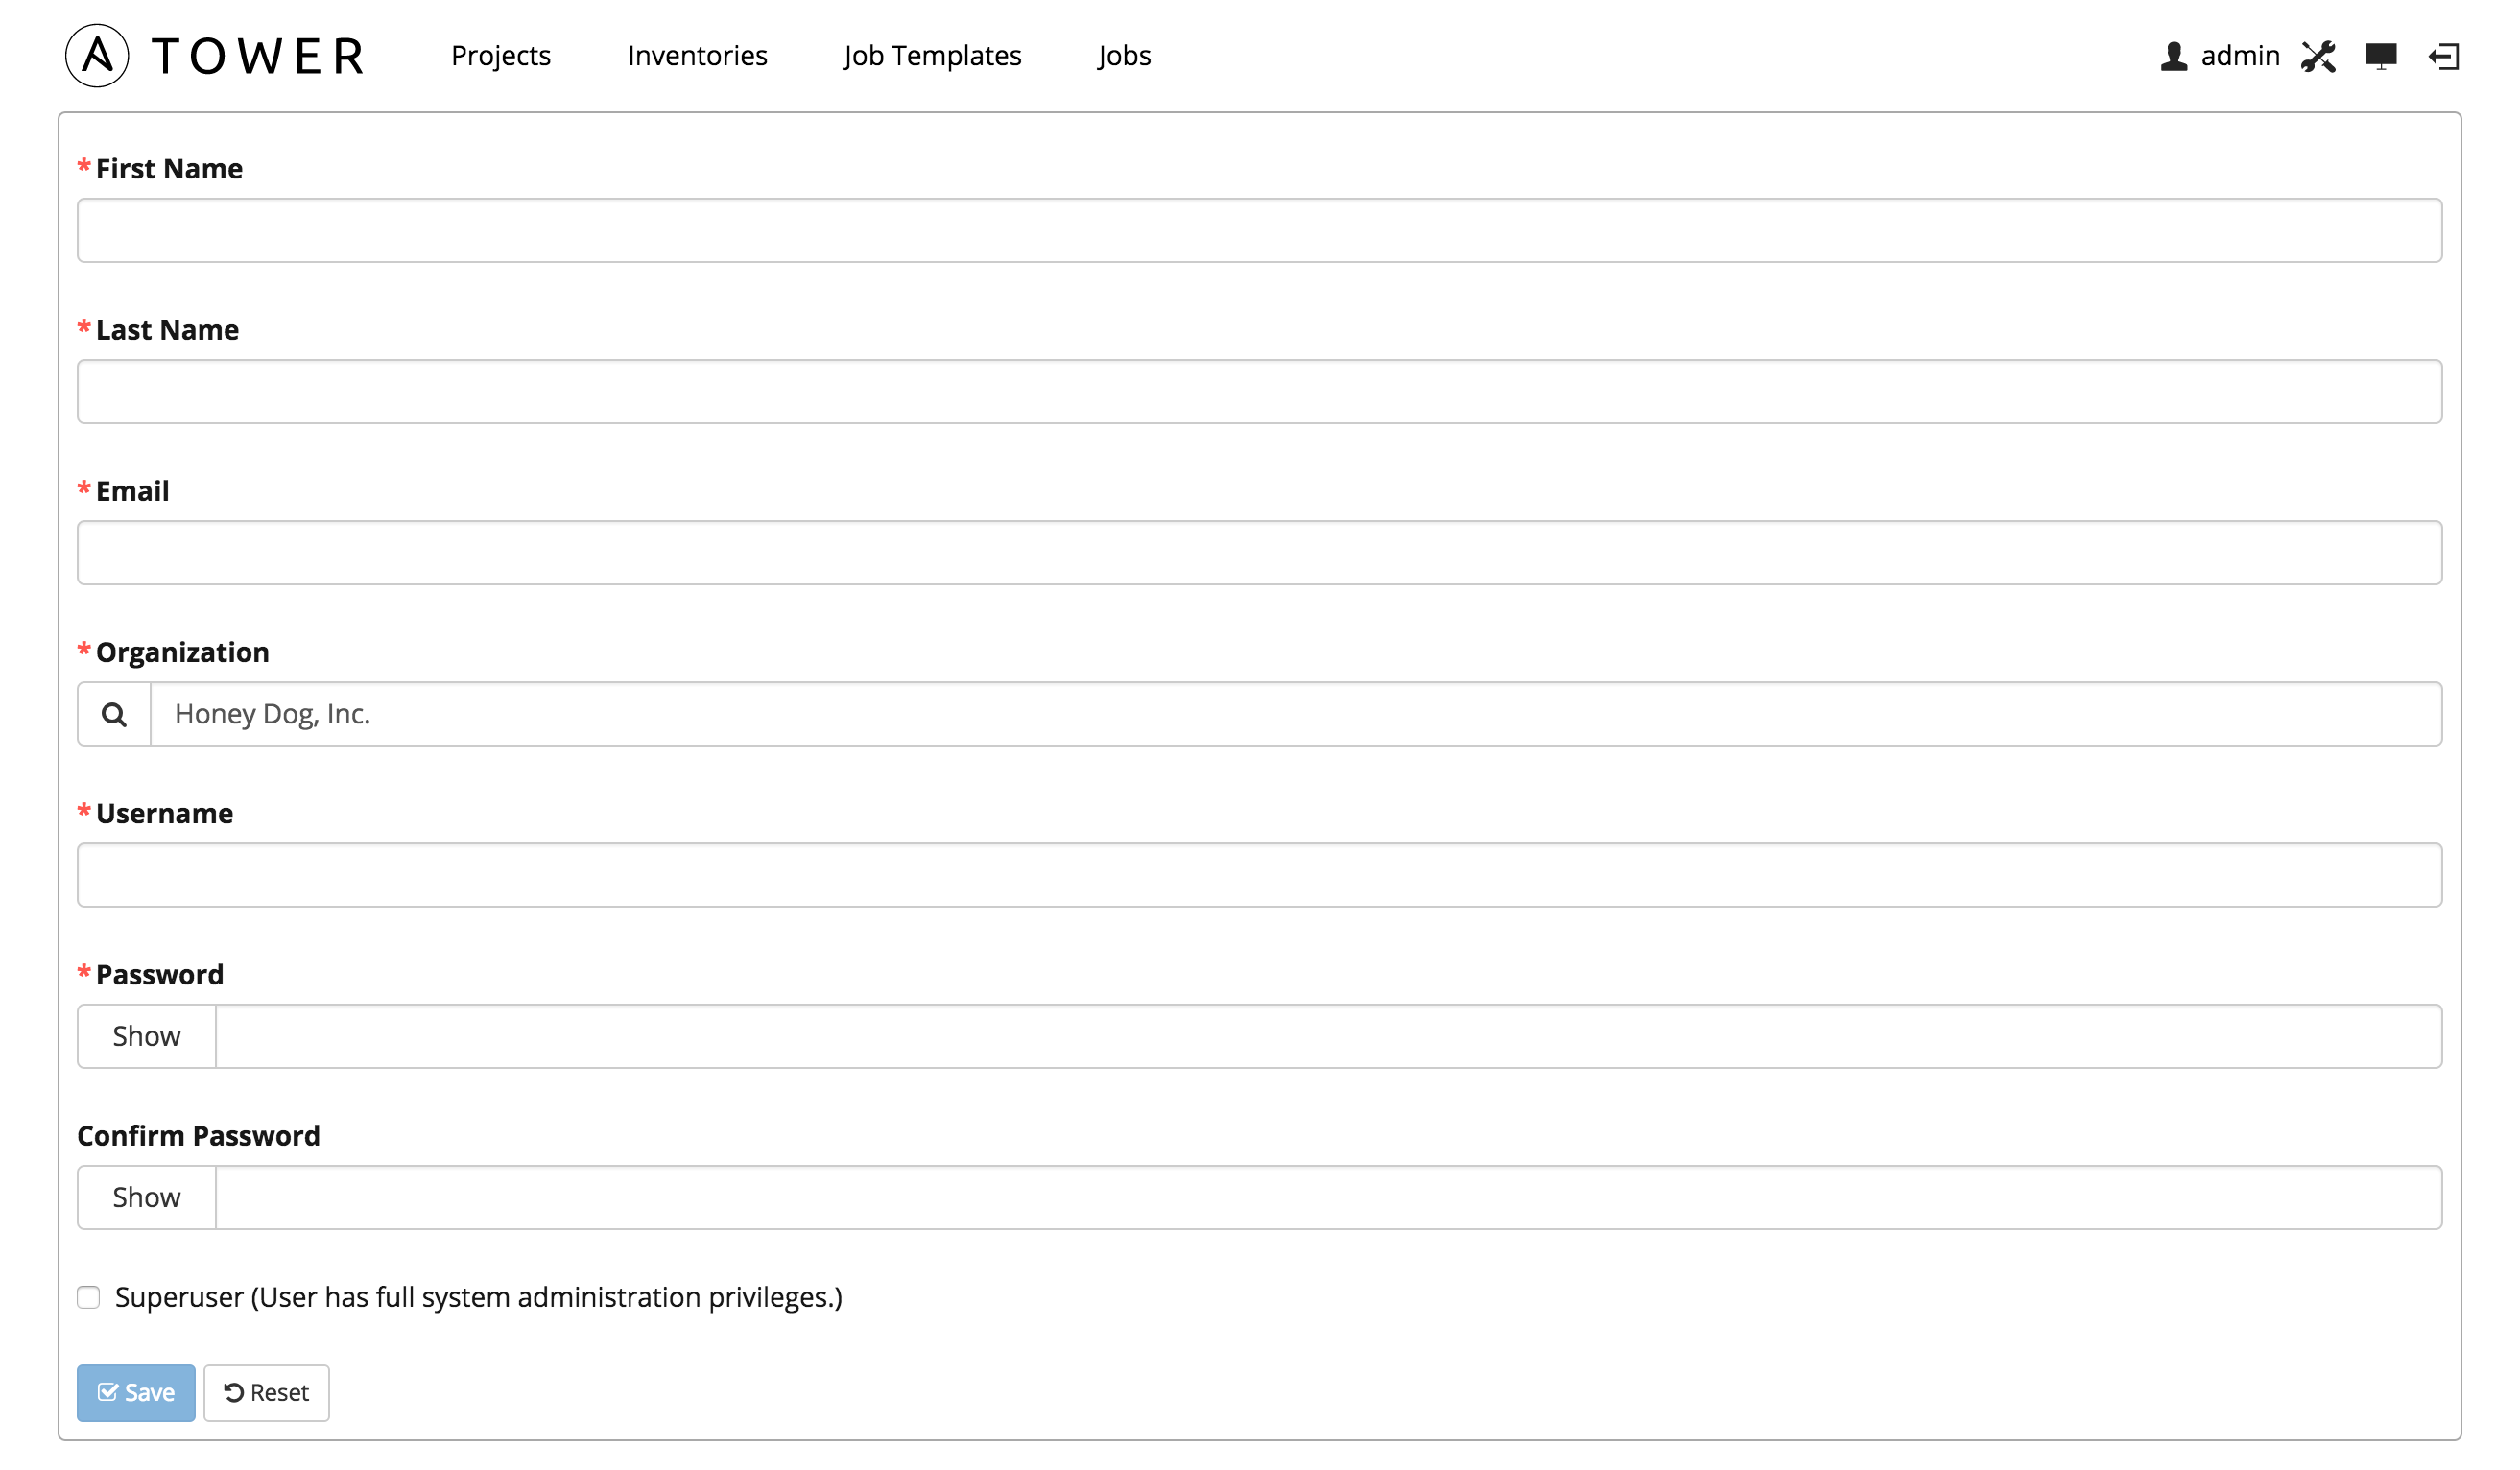 TOWER Projects Inventories Job Templates Jobs admin
* First Name
* Last Name
* Email
* Organization
Honey Dog, Inc.
* Username
* Password
Show
Confirm Password
Show
Superuser (User has full system administration privileges.)
Save Reset